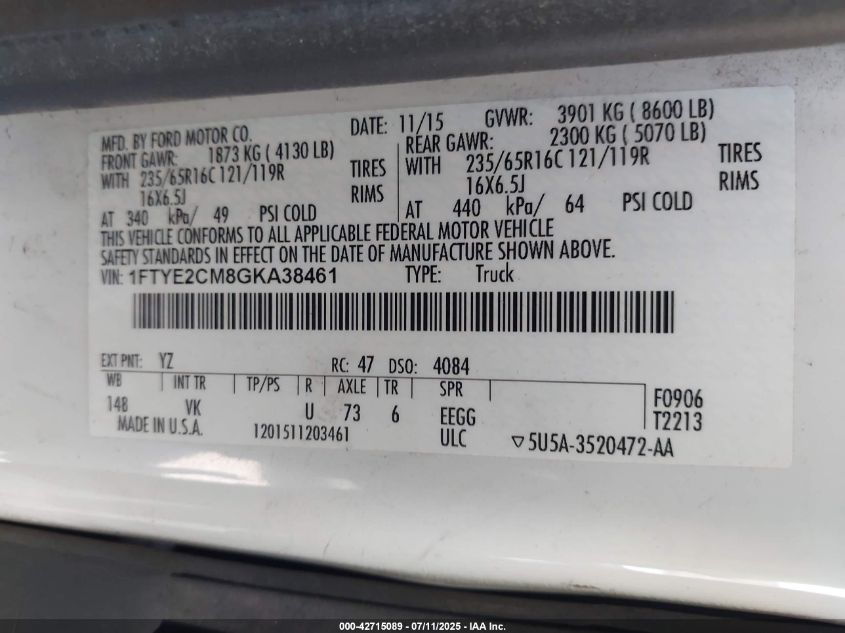 MFD. BY FORD MOTOR CO.
DATE: 11/15
GVWR: 3901 KG ( 8600 LB)
FRONT GAWR: 1873 KG ( 4130 LB)
WITH 235/65R16C 121/119R TIRES
16X6.5J RIMS
AT 340 kPa/ 49 PSI COLD
REAR GAWR: 2300 KG ( 5070 LB)
WITH 235/65R16C 121/119R TIRES
16X6.5J RIMS
AT 440 kPa/ 64 PSI COLD
THIS VEHICLE CONFORMS TO ALL APPLICABLE FEDERAL MOTOR VEHICLE
SAFETY STANDARDS IN EFFECT ON THE DATE OF MANUFACTURE SHOWN ABOVE.
VIN: 1FTYE2CM8GKA38461 TYPE: Truck
EXT PNT: YZ RC: 47 DSO: 4084
WB INT TR TP/PS R AXLE TR SPR
148 VK U 73 6 EEGG
F0906
T2213
MADE IN U.S.A. 1201511203461 ULC ▽5U5A-3520472-AA
000-42715089 - 07/11/2025 - IAA Inc.